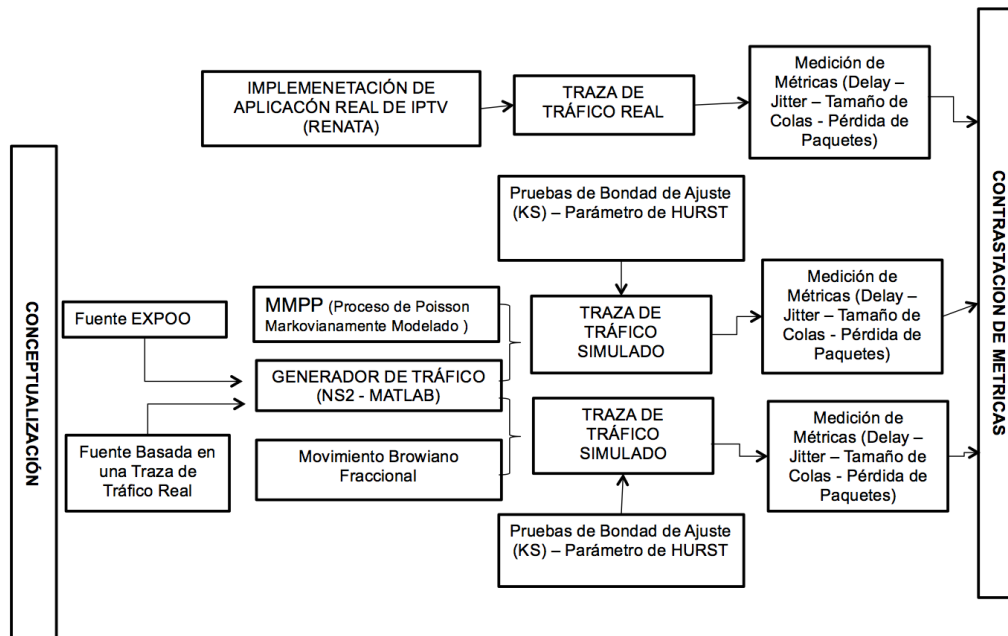 IMPLEMENETACIÓN DE
APLICACÓN REAL DE IPTV
(RENATA)
TRAZA DE
TRÁFICO REAL
Medición de
Métricas (Delay –
Jitter – Tamaño de
Colas - Pérdida de
Paquetes)
CONCEPTUALIZACIÓN
CONTRASTACION DE METRICAS
Pruebas de Bondad de Ajuste
(KS) – Parámetro de HURST
Fuente EXPOO
MMPP (Proceso de Poisson
Markovianamente Modelado )
TRAZA DE
TRÁFICO
SIMULADO
Medición de
Métricas (Delay –
Jitter – Tamaño de
Colas - Pérdida de
Paquetes)
GENERADOR DE TRÁFICO
(NS2 - MATLAB)
Fuente Basada en
una Traza de
Tráfico Real
Movimiento Browiano
Fraccional
TRAZA DE
TRÁFICO
SIMULADO
Medición de
Métricas (Delay –
Jitter – Tamaño de
Colas - Pérdida de
Paquetes)
Pruebas de Bondad de Ajuste
(KS) – Parámetro de HURST